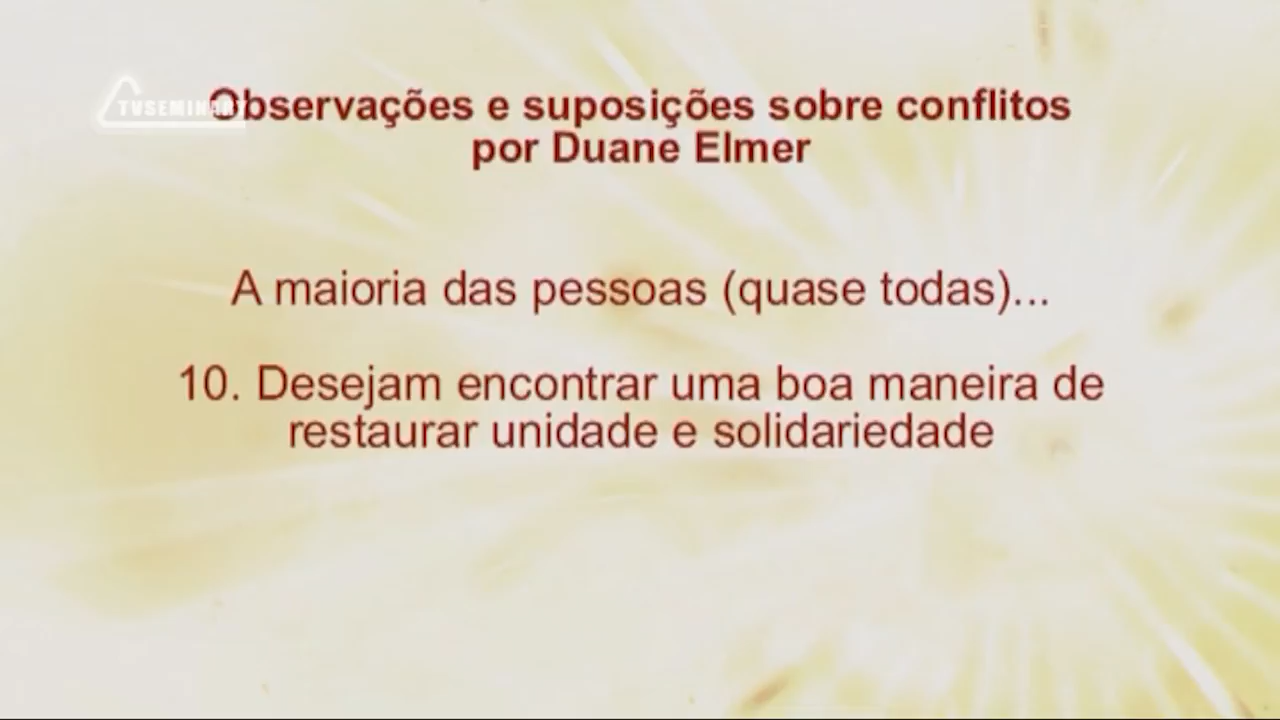 Observações e suposições sobre conflitos
por Duane Elmer
A maioria das pessoas (quase todas)...
10. Desejam encontrar uma boa maneira de
restaurar unidade e solidariedade